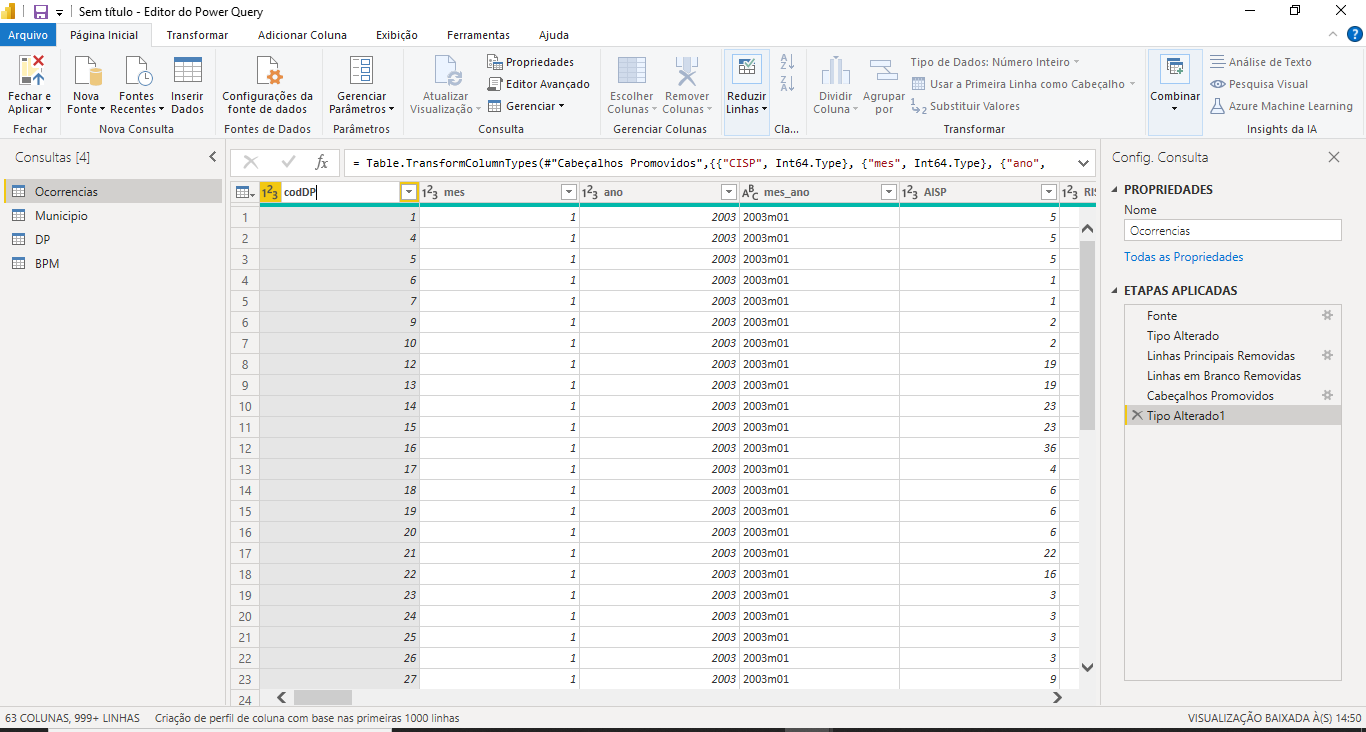 Sem título - Editor do Power Query
Arquivo Página Inicial Transformar Adicionar Coluna Exibição Ferramentas Ajuda
Fechar e Aplicar
Fechar
Nova Fonte
Fontes Recentes
Inserir Dados
Nova Consulta
Configurações da fonte de dados
Fontes de Dados
Gerenciar Parâmetros
Parâmetros
Atualizar Visualização
Propriedades
Editor Avançado
Gerenciar
Consulta
Escolher Colunas
Remover Colunas
Gerenciar Colunas
Reduzir Linhas
Cla...
Dividir Coluna
Agrupar por
Tipo de Dados: Número Inteiro
Usar a Primeira Linha como Cabeçalho
Substituir Valores
Transformar
Combinar
Análise de Texto
Pesquisa Visual
Azure Machine Learning
Insights da IA
Consultas [4]
Ocorrencias
Municipio
DP
BPM
fx = Table.TransformColumnTypes(#"Cabeçalhos Promovidos",{{"CISP", Int64.Type}, {"mes", Int64.Type}, {"ano",
codDP mes ano mes_ano AISP RIS
1 1 1 2003 2003m01 5
2 4 1 2003 2003m01 5
3 5 1 2003 2003m01 5
4 6 1 2003 2003m01 1
5 7 1 2003 2003m01 1
6 9 1 2003 2003m01 2
7 10 1 2003 2003m01 2
8 12 1 2003 2003m01 19
9 13 1 2003 2003m01 19
10 14 1 2003 2003m01 23
11 15 1 2003 2003m01 23
12 16 1 2003 2003m01 36
13 17 1 2003 2003m01 4
14 18 1 2003 2003m01 6
15 19 1 2003 2003m01 6
16 20 1 2003 2003m01 6
17 21 1 2003 2003m01 22
18 22 1 2003 2003m01 16
19 23 1 2003 2003m01 3
20 24 1 2003 2003m01 3
21 25 1 2003 2003m01 3
22 26 1 2003 2003m01 3
23 27 1 2003 2003m01 9
24
Config. Consulta
PROPRIEDADES
Nome
Ocorrencias
Todas as Propriedades
ETAPAS APLICADAS
Fonte
Tipo Alterado
Linhas Principais Removidas
Linhas em Branco Removidas
Cabeçalhos Promovidos
Tipo Alterado1
63 COLUNAS, 999+ LINHAS Criação de perfil de coluna com base nas primeiras 1000 linhas VISUALIZAÇÃO BAIXADA À(S) 14:50